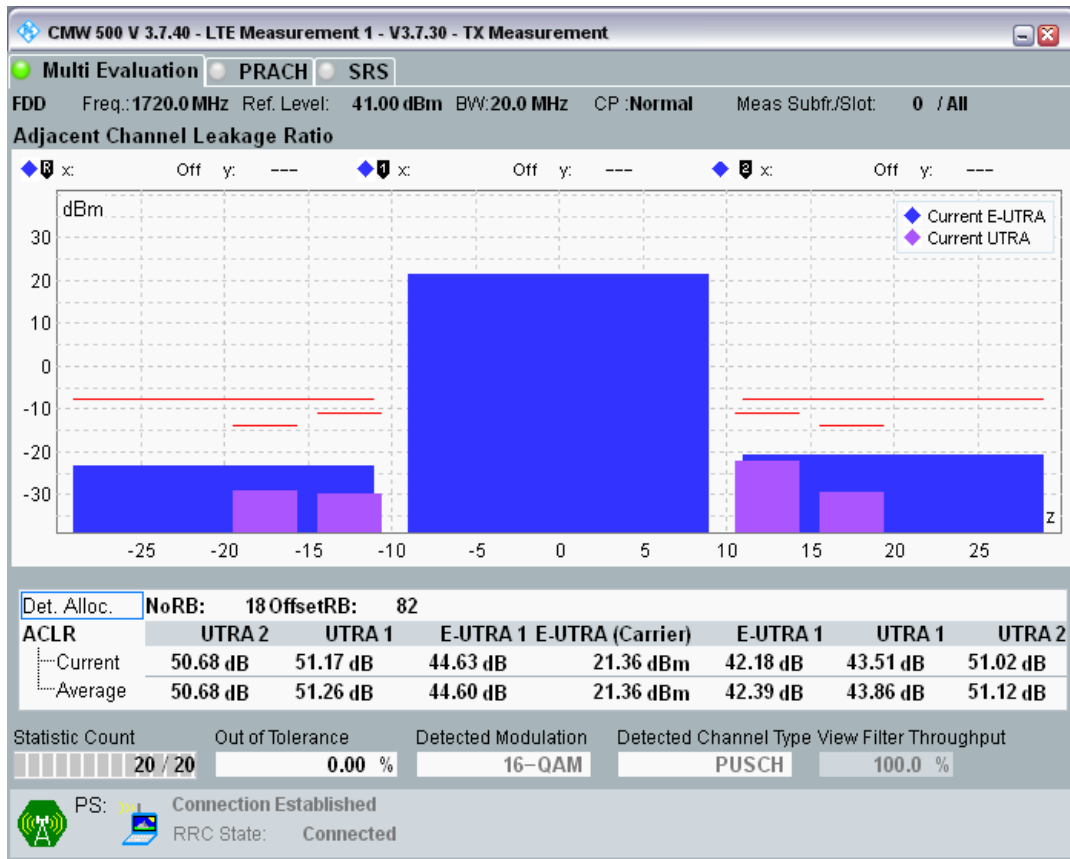 CMW 500 V 3.7.40 - LTE Measurement 1 - V3.7.30 - TX Measurement
Multi Evaluation PRACH SRS
FDD Freq.: 1720.0 MHz Ref. Level: 41.00 dBm BW: 20.0 MHz CP : Normal Meas Subfr./Slot: 0 / All
Adjacent Channel Leakage Ratio
R x: Off y: --- 1 x: Off y: --- 2 x: Off y: ---
dBm
Current E-UTRA
Current UTRA
30
20
10
0
-10
-20
-30
z
-25 -20 -15 -10 -5 0 5 10 15 20 25
Det. Alloc. NoRB: 18 OffsetRB: 82
ACLR UTRA 2 UTRA 1 E-UTRA 1 E-UTRA (Carrier) E-UTRA 1 UTRA 1 UTRA 2
Current 50.68 dB 51.17 dB 44.63 dB 21.36 dBm 42.18 dB 43.51 dB 51.02 dB
Average 50.68 dB 51.26 dB 44.60 dB 21.36 dBm 42.39 dB 43.86 dB 51.12 dB
Statistic Count Out of Tolerance Detected Modulation Detected Channel Type View Filter Throughput
20 / 20 0.00 % 16-QAM PUSCH 100.0 %
PS: Connection Established
RRC State: Connected